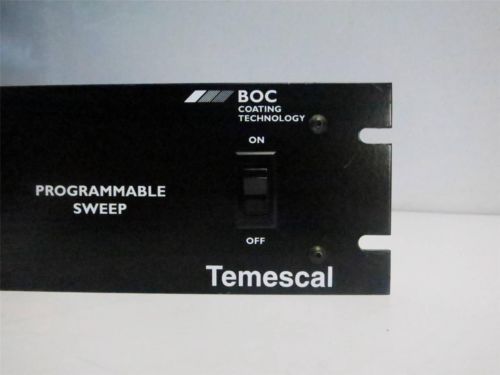 BOC
COATING
TECHNOLOGY
ON
PROGRAMMABLE
SWEEP
OFF
Temescal